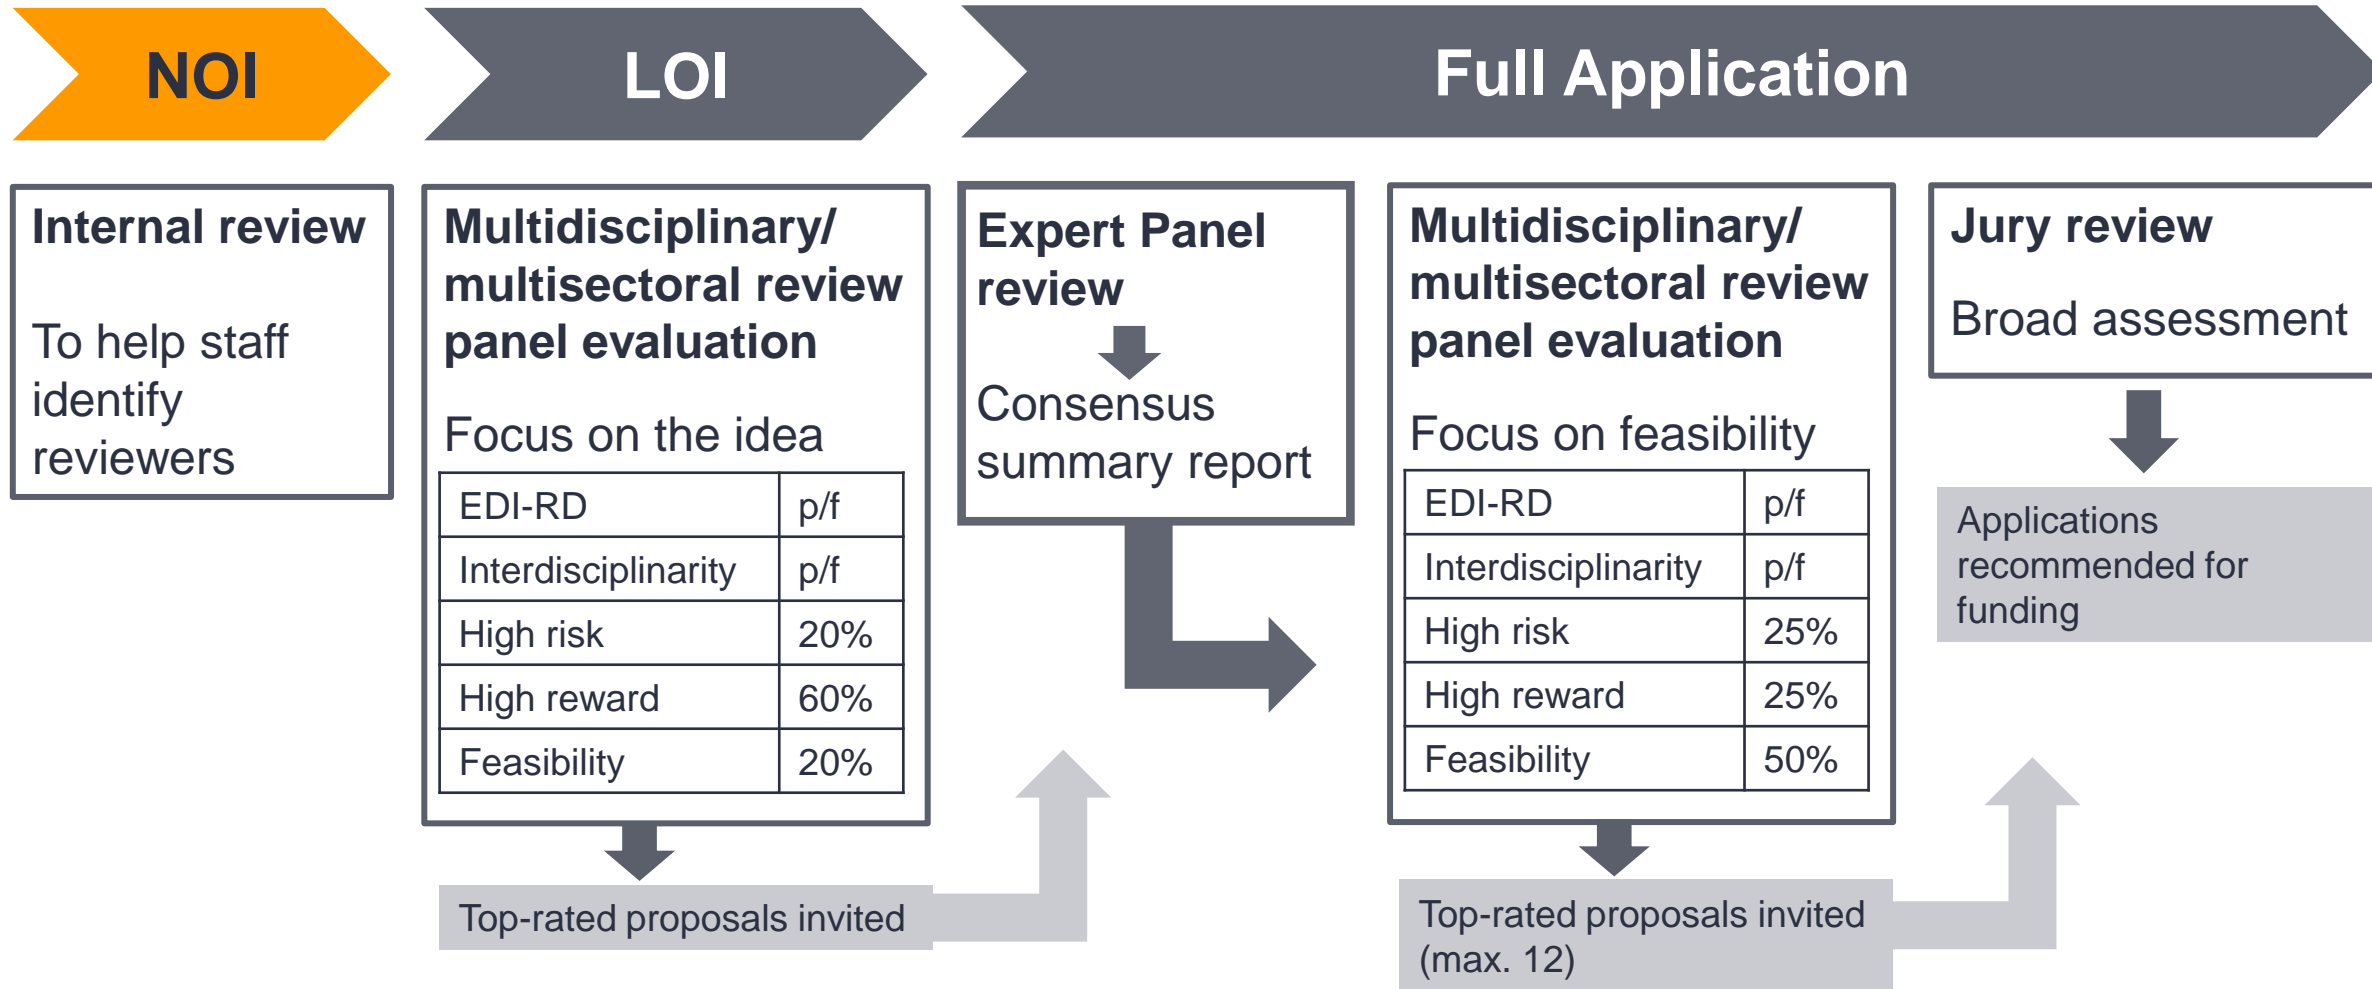 NOI
LOI
Full Application
Internal review
To help staff
identify
reviewers
Multidisciplinary/
multisectoral review
panel evaluation
Focus on the idea
EDI-RD p/f
Interdisciplinarity p/f
High risk 20%
High reward 60%
Feasibility 20%
Top-rated proposals invited
Expert Panel
review
Consensus
summary report
Multidisciplinary/
multisectoral review
panel evaluation
Focus on feasibility
EDI-RD p/f
Interdisciplinarity p/f
High risk 25%
High reward 25%
Feasibility 50%
Top-rated proposals invited
(max. 12)
Jury review
Broad assessment
Applications
recommended for
funding